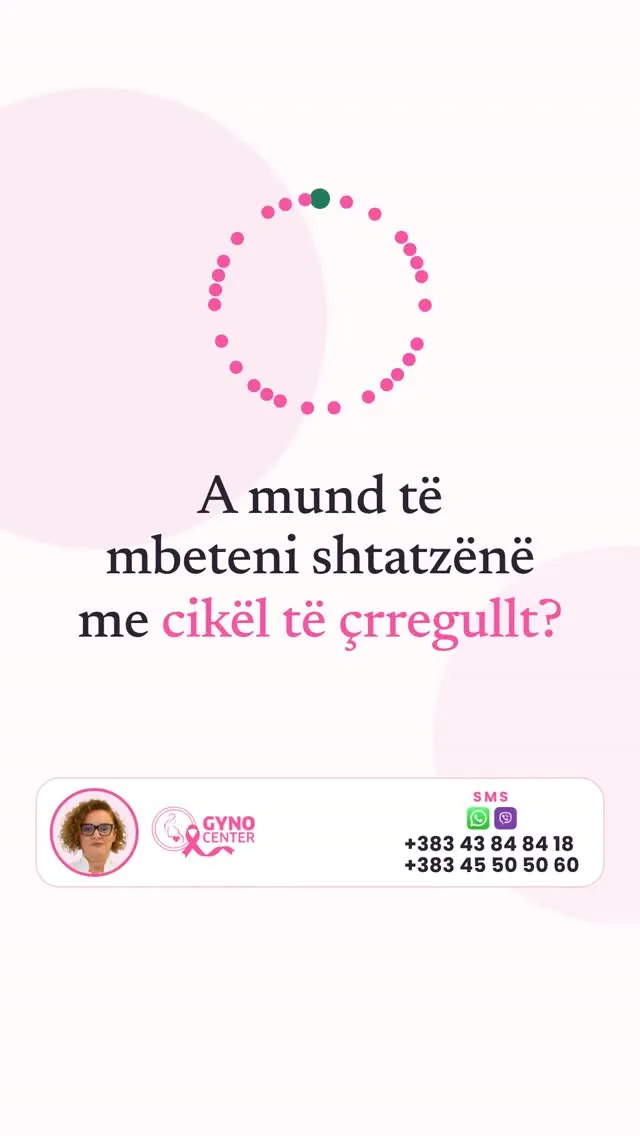 A mund të
mbeteni shtatzënë
me cikël të çrregullt?
GYNO
CENTER
SMS
+383 43 84 84 18
+383 45 50 50 60